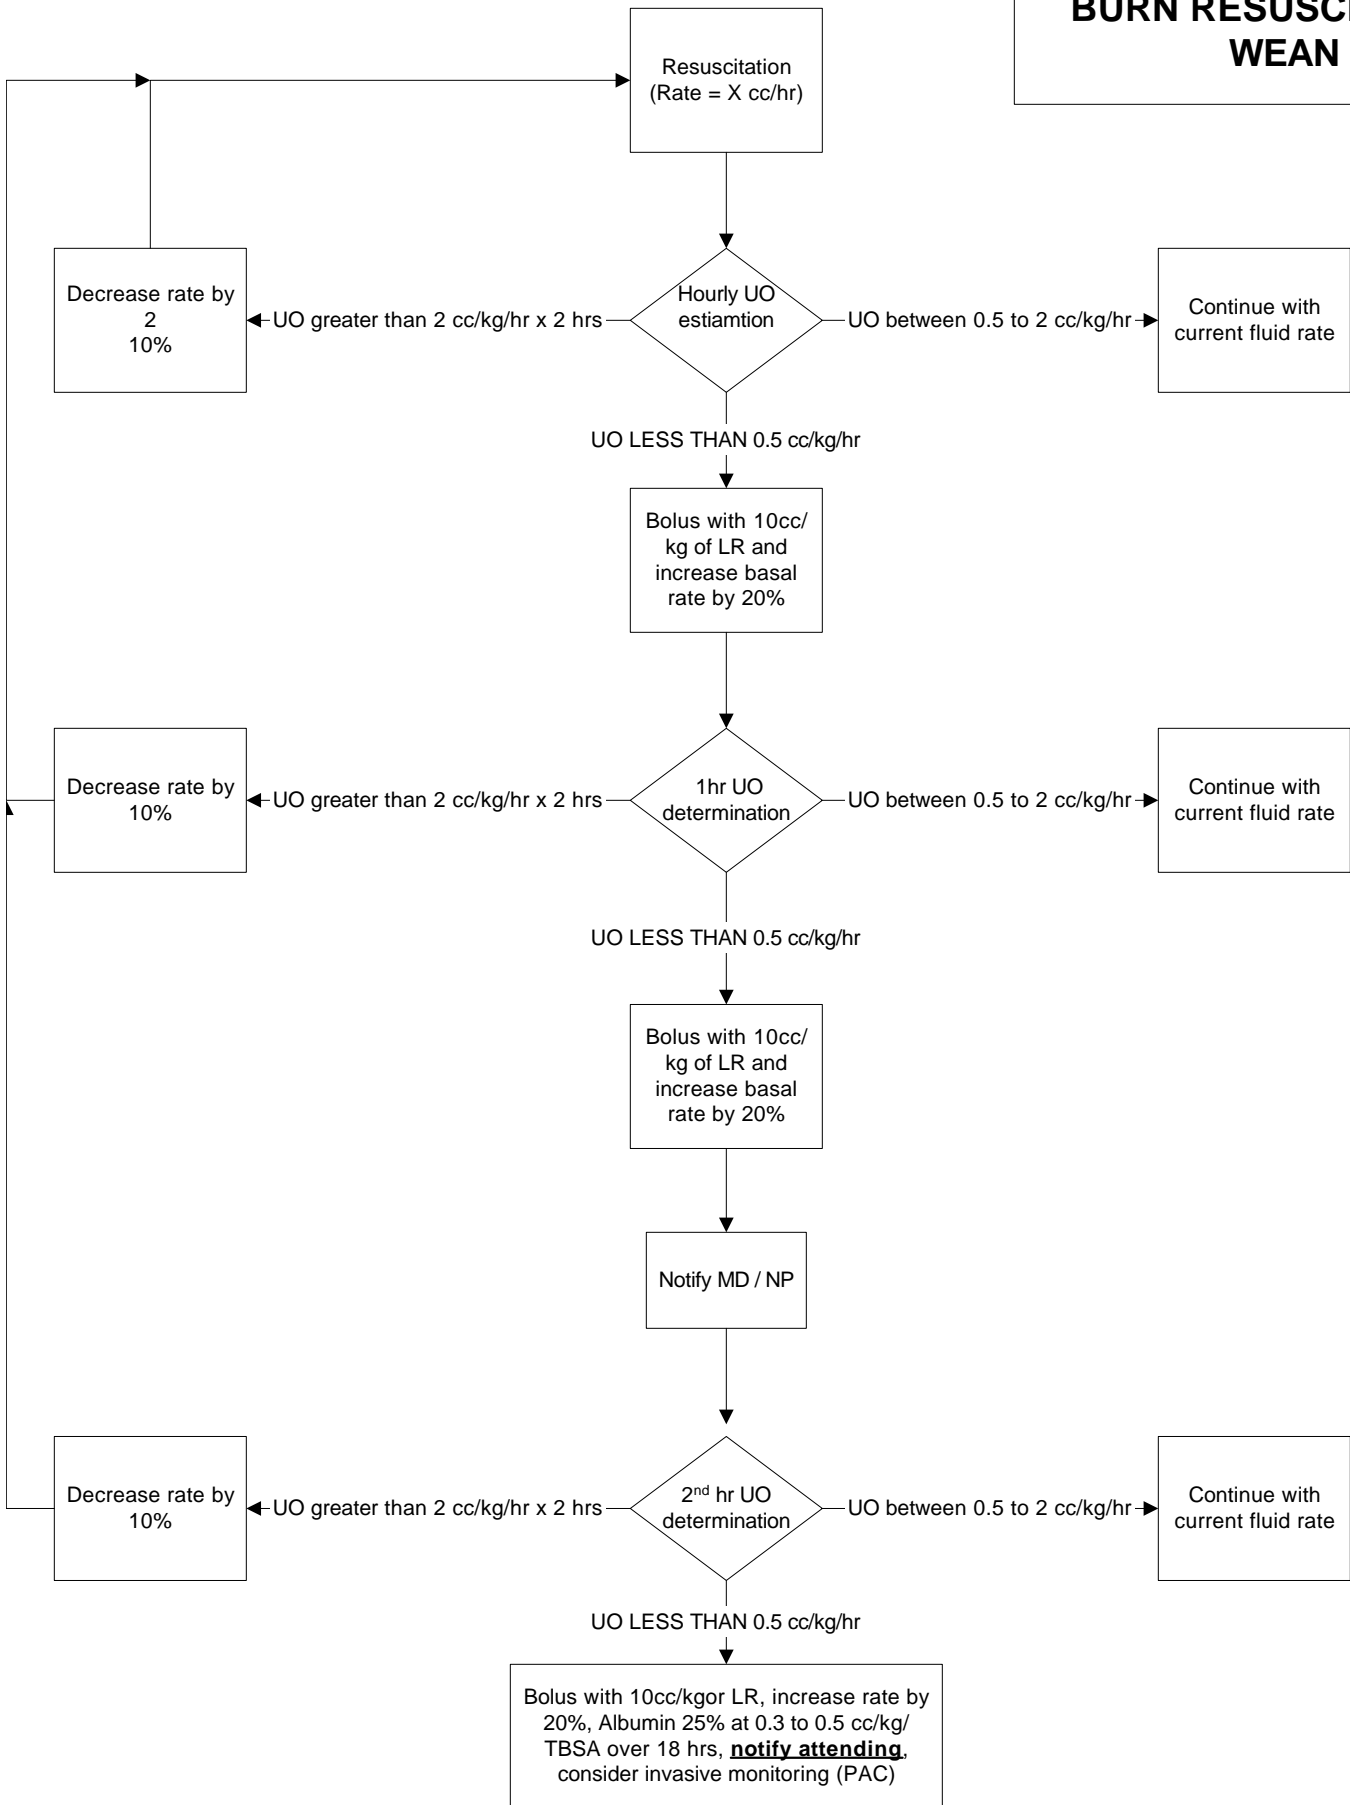 BURN RESUSCI
WEAN
Resuscitation
(Rate = X cc/hr)
Decrease rate by
2
10%
UO greater than 2 cc/kg/hr x 2 hrs
Hourly UO
estiamtion
UO between 0.5 to 2 cc/kg/hr
Continue with
current fluid rate
UO LESS THAN 0.5 cc/kg/hr
Bolus with 10cc/
kg of LR and
increase basal
rate by 20%
Decrease rate by
10%
UO greater than 2 cc/kg/hr x 2 hrs
1hr UO
determination
UO between 0.5 to 2 cc/kg/hr
Continue with
current fluid rate
UO LESS THAN 0.5 cc/kg/hr
Bolus with 10cc/
kg of LR and
increase basal
rate by 20%
Notify MD / NP
Decrease rate by
10%
UO greater than 2 cc/kg/hr x 2 hrs
2nd hr UO
determination
UO between 0.5 to 2 cc/kg/hr
Continue with
current fluid rate
UO LESS THAN 0.5 cc/kg/hr
Bolus with 10cc/kgor LR, increase rate by
20%, Albumin 25% at 0.3 to 0.5 cc/kg/
TBSA over 18 hrs, notify attending,
consider invasive monitoring (PAC)